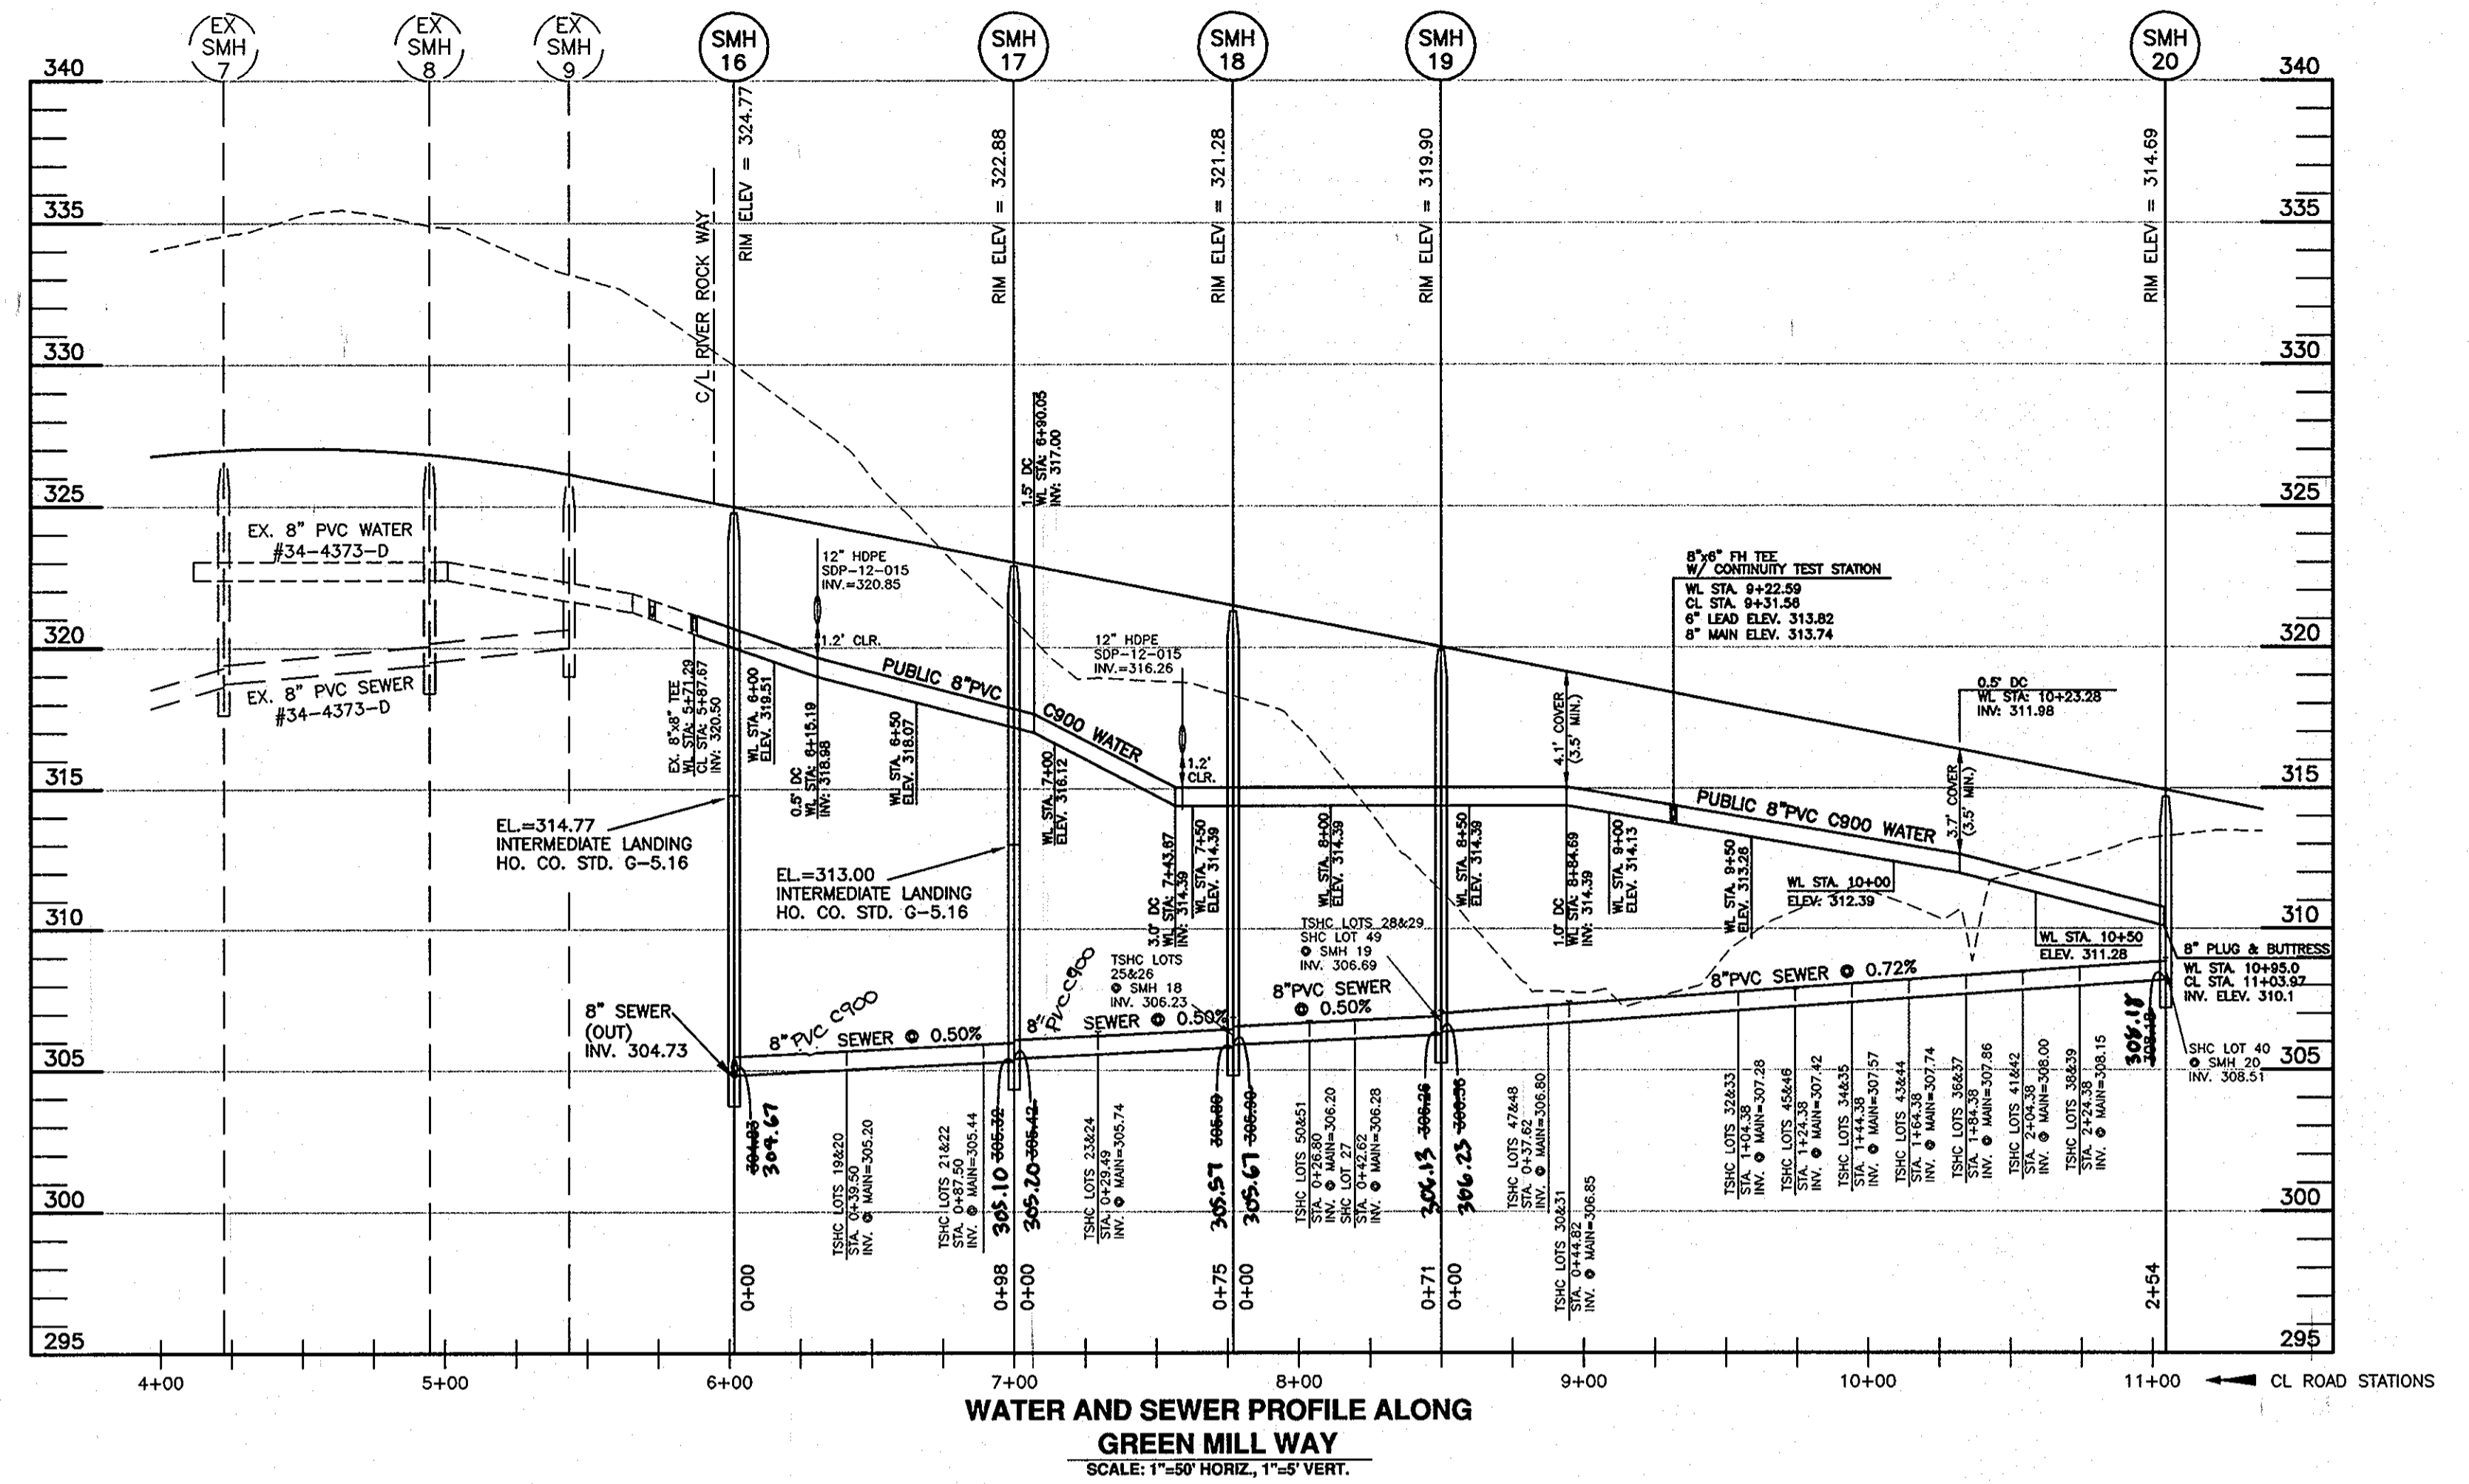 EX
SMH
7
EX
SMH
8
EX
SMH
9
SMH
16
SMH
17
SMH
18
SMH
19
SMH
20
340
335
330
325
320
315
310
305
300
295
340
335
330
325
320
315
310
305
300
295
C/L RIVER ROCK WAY
RIM ELEV = 324.77
RIM ELEV = 322.88
RIM ELEV = 321.28
RIM ELEV = 319.90
RIM ELEV = 314.69
EX. 8" PVC WATER
#34-4373-D
EX. 8" PVC SEWER
#34-4373-D
12" HDPE
SDP-12-015
INV.=320.85
1.2' CLR.
1.5' DC
WL STA: 6+90.05
INV: 317.00
PUBLIC 8"PVC
C900 WATER
12" HDPE
SDP-12-015
INV.=316.26
1.2'
CLR.
EX. 8"x8" TEE
WL STA: 5+71.29
CL STA: 5+87.67
INV: 320.50
WL STA. 6+00
ELEV. 319.51
0.5' DC
WL STA: 6+15.19
INV: 318.98
WL STA. 6+50
ELEV. 318.07
WL STA. 7+00
ELEV. 316.12
3.0' DC
WL STA: 7+43.67
INV: 314.39
WL STA. 7+50
ELEV. 314.39
WL STA. 8+00
ELEV. 314.39
WL STA. 8+50
ELEV. 314.39
4.1' COVER
(3.5' MIN.)
1.0' DC
WL STA: 8+84.69
INV: 314.39
WL STA. 9+00
ELEV. 314.13
8"x6" FH TEE
W/ CONTINUITY TEST STATION
WL STA. 9+22.59
CL STA. 9+31.58
6" LEAD ELEV. 313.82
8" MAIN ELEV. 313.74
WL STA. 9+50
ELEV. 313.26
PUBLIC 8"PVC C900 WATER
0.5' DC
WL STA: 10+23.28
INV: 311.98
3.7' COVER
(3.5' MIN.)
WL STA. 10+00
ELEV: 312.39
WL STA. 10+50
ELEV. 311.28
8" PLUG & BUTTRESS
WL STA. 10+95.0
CL STA. 11+03.97
INV. ELEV. 310.1
EL.=314.77
INTERMEDIATE LANDING
HO. CO. STD. G-5.16
EL.=313.00
INTERMEDIATE LANDING
HO. CO. STD. G-5.16
8" SEWER
(OUT)
INV. 304.73
8" PVC C900 SEWER @ 0.50%
8" PVC C900
SEWER @ 0.50%
TSHC LOTS
25&26
@ SMH 18
INV. 306.23
TSHC LOTS 28&29
SHC LOT 49
@ SMH 19
INV. 306.69
8"PVC SEWER
@ 0.50%
8"PVC SEWER @ 0.72%
SHC LOT 40
@ SMH 20
INV. 308.51
304.83
304.67
TSHC LOTS 19&20
STA. 0+39.50
INV. @ MAIN=305.20
TSHC LOTS 21&22
STA. 0+87.50
INV. @ MAIN=305.44
305.10 305.32
305.20 305.42
TSHC LOTS 23&24
STA. 0+29.49
INV. @ MAIN=305.74
305.57 305.80
305.67 305.90
TSHC LOTS 50&51
STA. 0+26.80
INV. @ MAIN=306.20
SHC LOT 27
STA. 0+42.62
INV. @ MAIN=306.28
306.13 306.26
306.23 306.36
TSHC LOTS 47&48
STA. 0+37.62
INV. @ MAIN=306.80
TSHC LOTS 30&31
STA. 0+44.82
INV. @ MAIN=306.85
TSHC LOTS 32&33
STA. 1+04.38
INV. @ MAIN=307.28
TSHC LOTS 45&46
STA. 1+24.38
INV. @ MAIN=307.42
TSHC LOTS 34&35
STA. 1+44.38
INV. @ MAIN=307.57
TSHC LOTS 43&44
STA. 1+64.38
INV. @ MAIN=307.74
TSHC LOTS 36&37
STA. 1+84.38
INV. @ MAIN=307.86
TSHC LOTS 41&42
STA. 2+04.38
INV. @ MAIN=308.00
TSHC LOTS 38&39
STA. 2+24.38
INV. @ MAIN=308.15
308.18
0+00
0+98
0+00
0+75
0+00
0+71
0+00
2+54
4+00
5+00
6+00
7+00
8+00
9+00
10+00
11+00
CL ROAD STATIONS
WATER AND SEWER PROFILE ALONG
GREEN MILL WAY
SCALE: 1"=50' HORIZ., 1"=5' VERT.